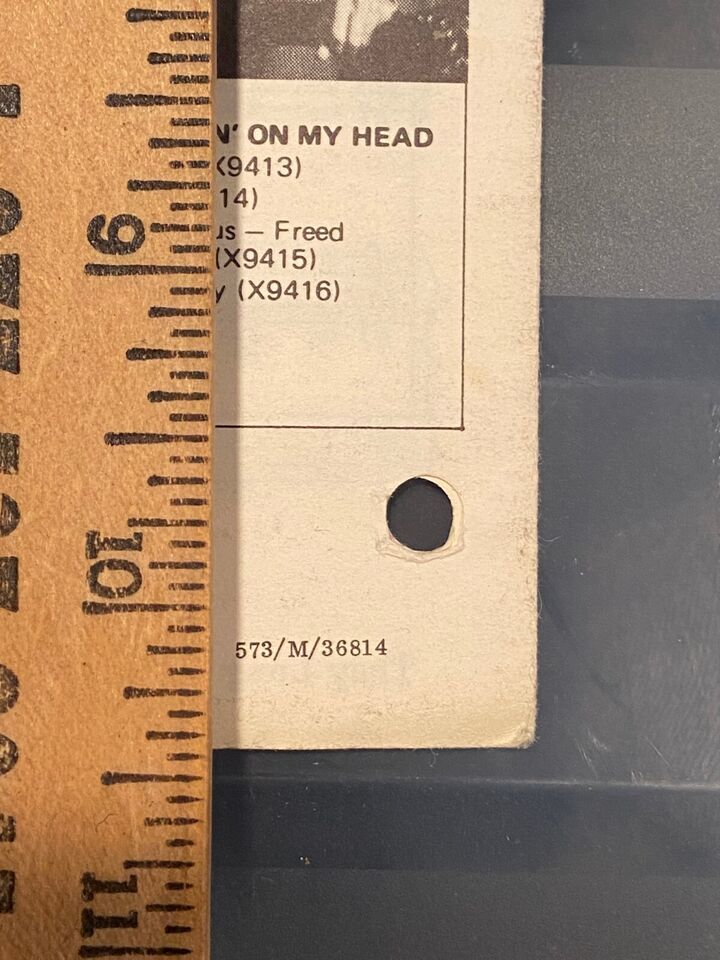 N' ON MY HEAD
(X9413)
14)
us – Freed
(X9415)
y (X9416)
573/M/36814
9
10
11